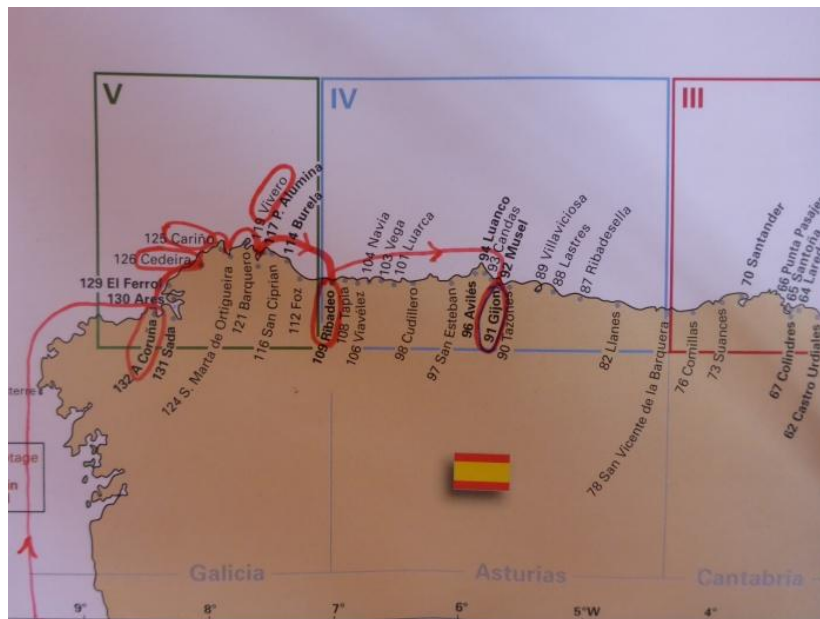 V
IV
III
119 Vivero
117 P. Alumina
114 Burela
125 Cariño
126 Cedeira
129 El Ferrol
130 Ares
132 A Coruña
131 Sada
124 S. Marta de Ortigueira
121 Barquero
116 San Ciprian
112 Foz
109 Ribadeo
108 Tapia
106 Viavélez
104 Navia
103 Vega
101 Luarca
98 Cudillero
97 San Esteban
96 Avilés
94 Luanco
93 Candas
92 Musel
91 Gijón
90 Tazones
89 Villaviciosa
88 Lastres
87 Ribadesella
82 Llanes
78 San Vicente de la Barquera
76 Comillas
73 Suances
70 Santander
66 Punta Pasaje
65 Santoña
64 Lared
67 Colindres
62 Castro Urdiales
Galicia
Asturias
Cantabria
9°
8°
7°
6°
5°W
4°